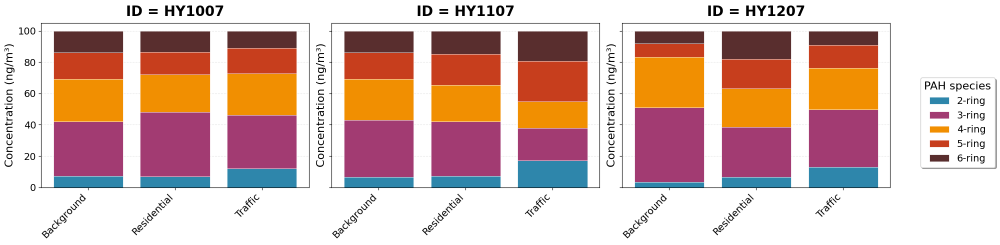 ID = HY1007
ID = HY1107
ID = HY1207
Concentration (ng/m³)
100
80
60
40
20
0
Background
Residential
Traffic
Concentration (ng/m³)
Background
Residential
Traffic
Concentration (ng/m³)
Background
Residential
Traffic
PAH species
2-ring
3-ring
4-ring
5-ring
6-ring